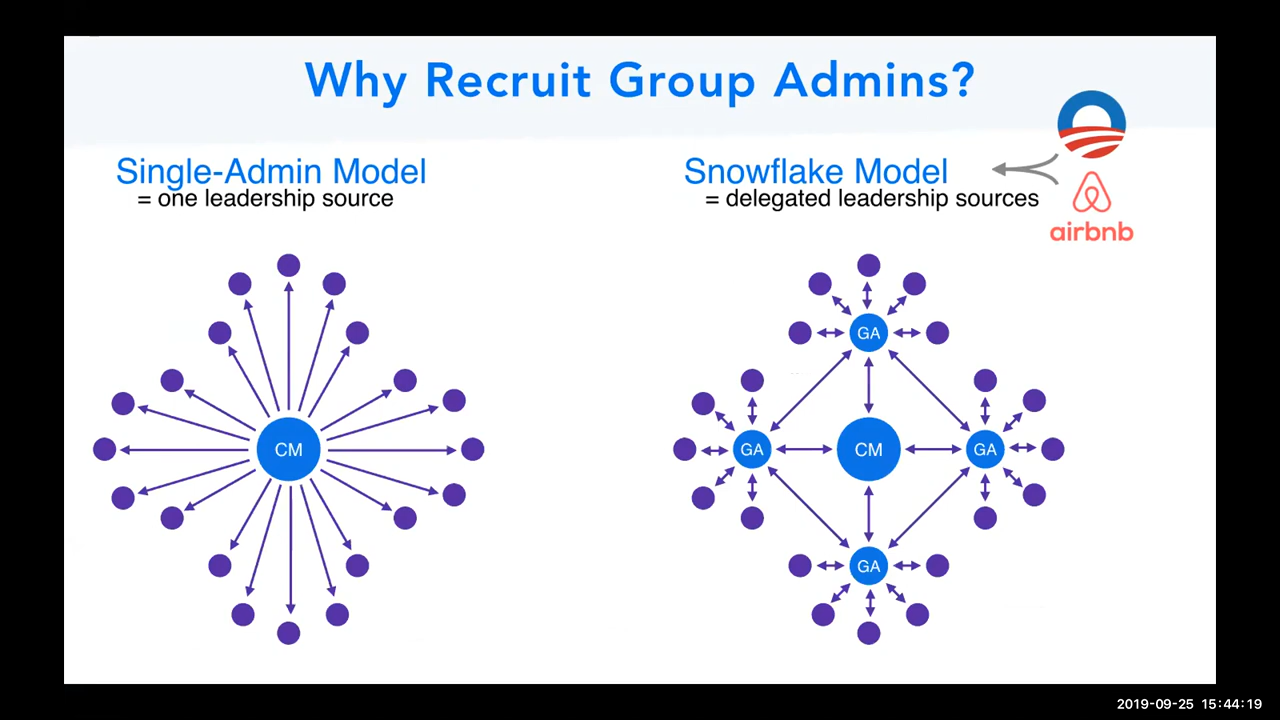 Why Recruit Group Admins?
Single-Admin Model
= one leadership source
Snowflake Model
= delegated leadership sources
airbnb
CM
GA
GA
CM
GA
GA
2019-09-25 15:44:19